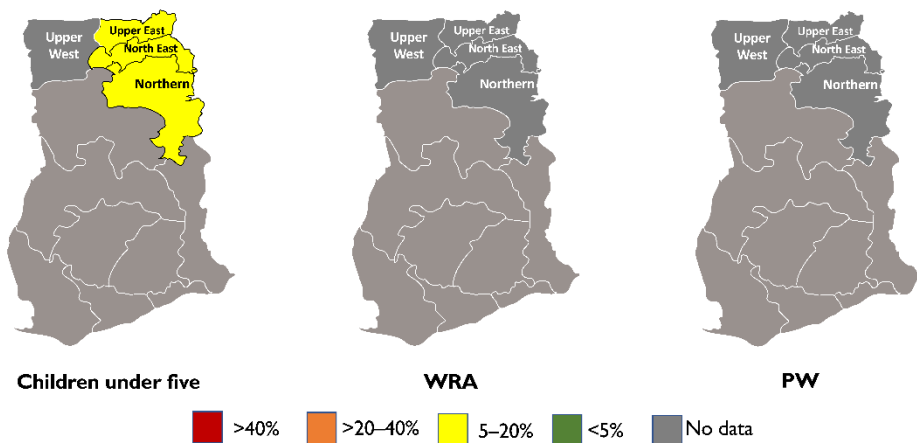 Upper West
Upper East
North East
Northern
Upper West
Upper East
North East
Northern
Upper West
Upper East
North East
Northern
Children under five
WRA
PW
>40%
>20–40%
5–20%
<5%
No data